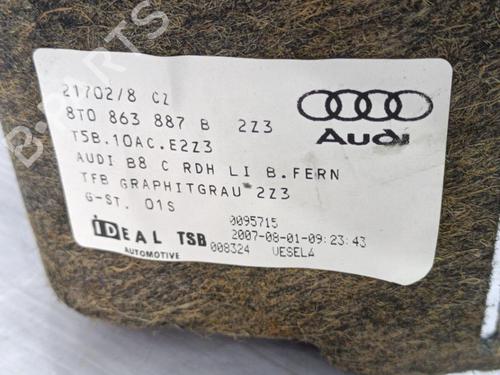 21702/8 CZ
8T0 863 887 B 2Z3
T5B.10AC.E2Z3
AUDI B8 C RDH LI B.FERN
TFB GRAPHITGRAU 2Z3
G-ST. 01S
Audi
iDEAL TSB
AUTOMOTIVE
0095715
2007-08-01-09:23:43
008324 VESELA
B-PARTS